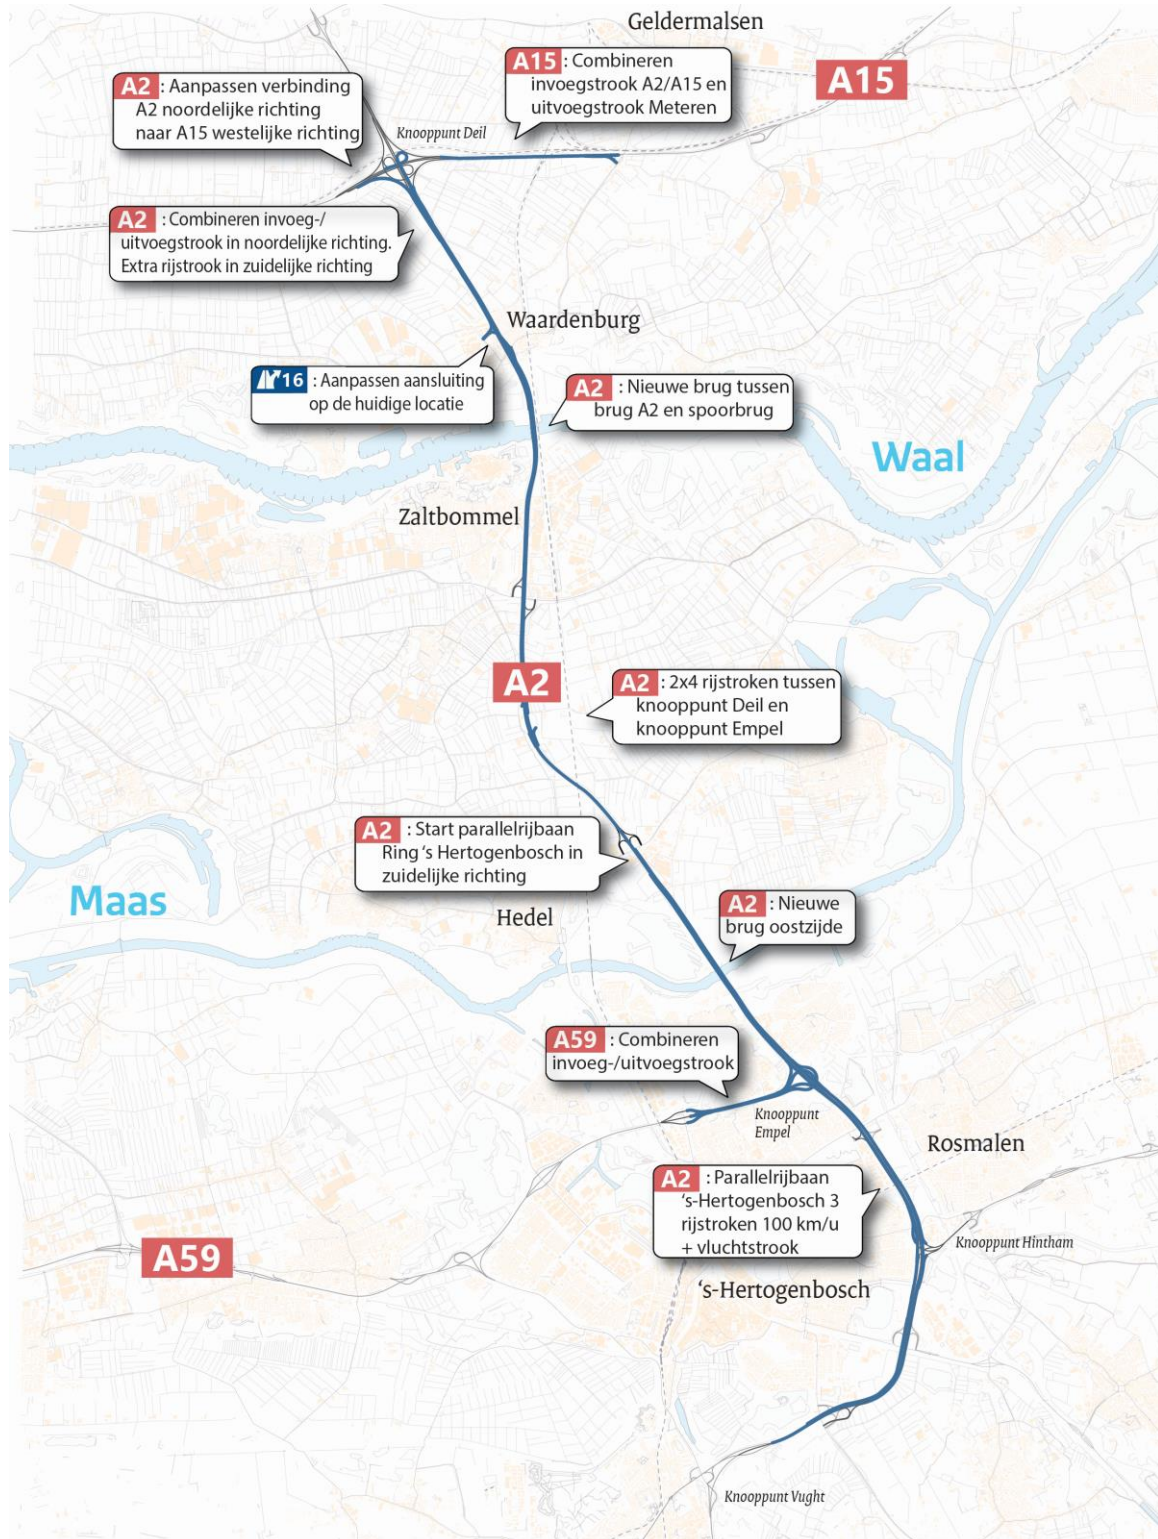 Geldermalsen
A15 : Combineren
invoegstrook A2/A15 en
uitvoegstrook Meteren
A15
A2 : Aanpassen verbinding
A2 noordelijke richting
naar A15 westelijke richting
Knooppunt Deil
A2 : Combineren invoeg-/
uitvoegstrook in noordelijke richting.
Extra rijstrook in zuidelijke richting
Waardenburg
16 : Aanpassen aansluiting
op de huidige locatie
A2 : Nieuwe brug tussen
brug A2 en spoorbrug
Waal
Zaltbommel
A2
A2 : 2x4 rijstroken tussen
knooppunt Deil en
knooppunt Empel
A2 : Start parallelrijbaan
Ring ‘s Hertogenbosch in
zuidelijke richting
Maas
Hedel
A2 : Nieuwe
brug oostzijde
A59 : Combineren
invoeg-/uitvoegstrook
Knooppunt
Empel
Rosmalen
A2 : Parallelrijbaan
‘s-Hertogenbosch 3
rijstroken 100 km/u
+ vluchtstrook
Knooppunt Hintham
A59
‘s-Hertogenbosch
Knooppunt Vught